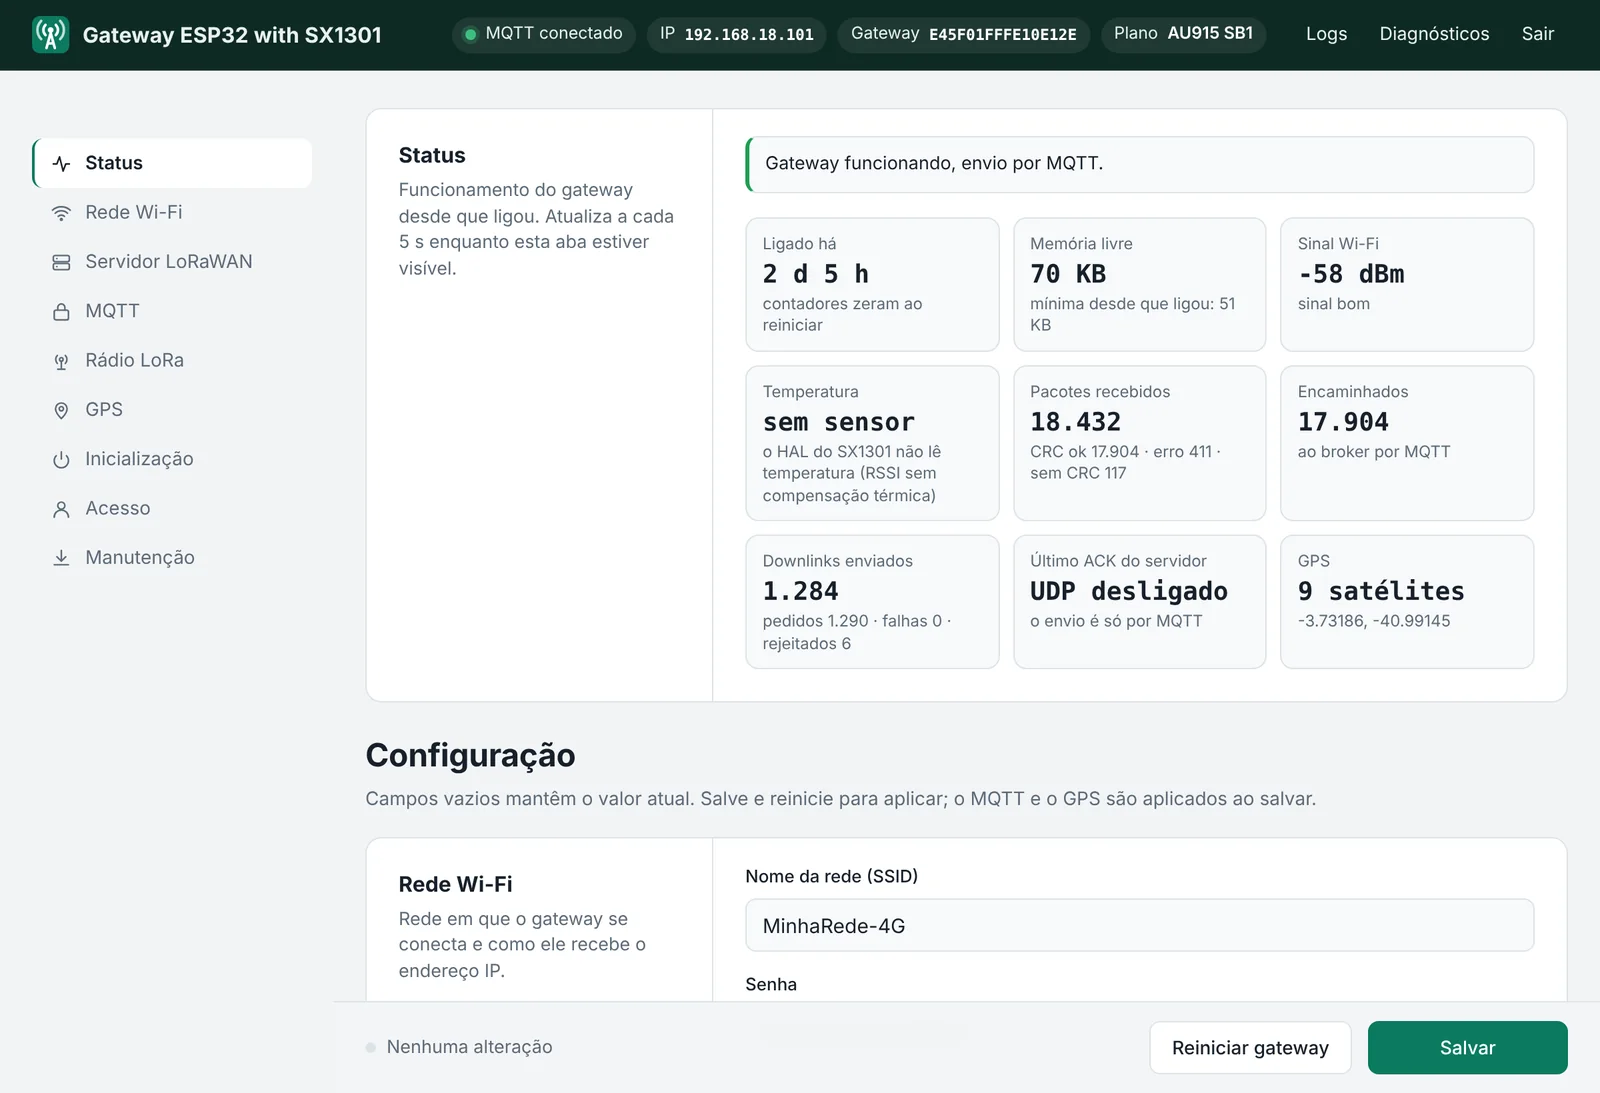 Gateway ESP32 with SX1301
MQTT conectado
IP 192.168.18.101
Gateway E45F01FFFE10E12E
Plano AU915 SB1
Logs
Diagnósticos
Sair
Status
Rede Wi-Fi
Servidor LoRaWAN
MQTT
Rádio LoRa
GPS
Inicialização
Acesso
Manutenção
Status
Funcionamento do gateway
desde que ligou. Atualiza a cada
5 s enquanto esta aba estiver
visível.
Gateway funcionando, envio por MQTT.
Ligado há
2 d 5 h
contadores zeram ao
reiniciar
Memória livre
70 KB
mínima desde que ligou: 51
KB
Sinal Wi-Fi
-58 dBm
sinal bom
Temperatura
sem sensor
o HAL do SX1301 não lê
temperatura (RSSI sem
compensação térmica)
Pacotes recebidos
18.432
CRC ok 17.904 · erro 411 ·
sem CRC 117
Encaminhados
17.904
ao broker por MQTT
Downlinks enviados
1.284
pedidos 1.290 · falhas 0 ·
rejeitados 6
Último ACK do servidor
UDP desligado
o envio é só por MQTT
GPS
9 satélites
-3.73186, -40.99145
Configuração
Campos vazios mantêm o valor atual. Salve e reinicie para aplicar; o MQTT e o GPS são aplicados ao salvar.
Rede Wi-Fi
Rede em que o gateway se
conecta e como ele recebe o
endereço IP.
Nome da rede (SSID)
MinhaRede-4G
Senha
Nenhuma alteração
Reiniciar gateway
Salvar